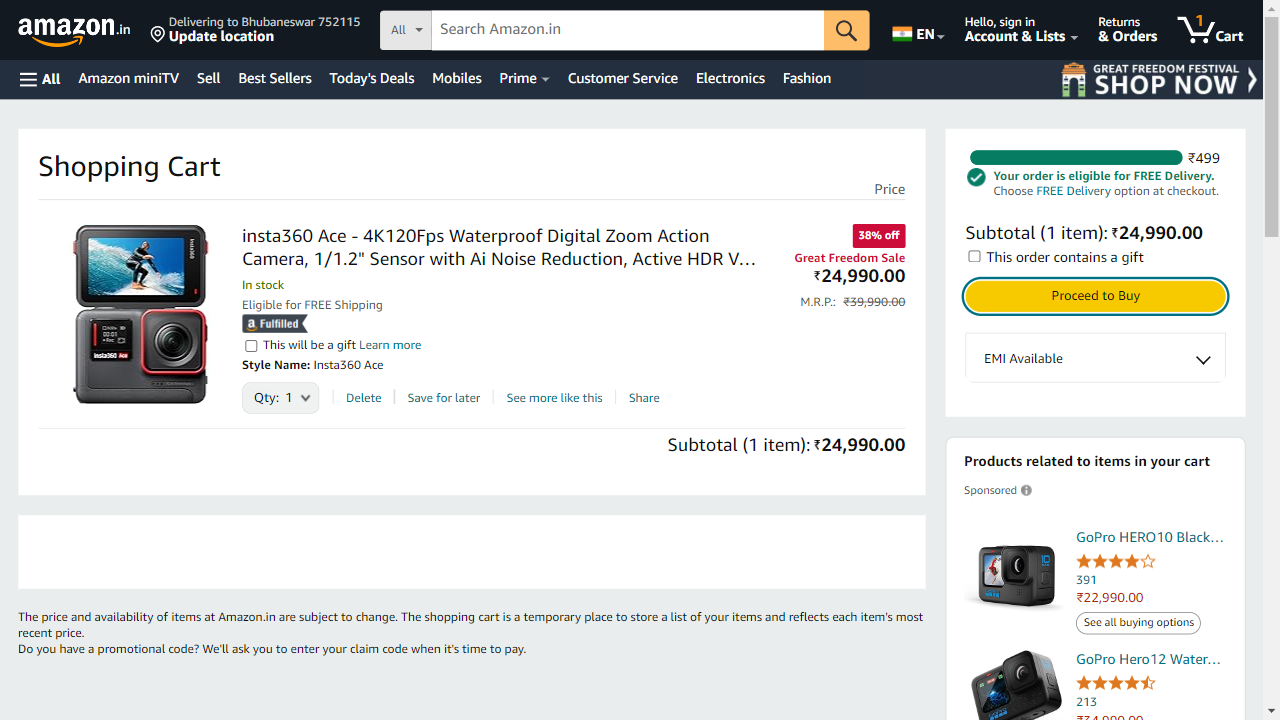 amazon.in
Delivering to Bhubaneswar 752115
Update location
All
Search Amazon.in
EN
Hello, sign in
Account & Lists
Returns
& Orders
1
Cart
All
Amazon miniTV
Sell
Best Sellers
Today's Deals
Mobiles
Prime
Customer Service
Electronics
Fashion
GREAT FREEDOM FESTIVAL
SHOP NOW
Shopping Cart
Price
insta360 Ace - 4K120Fps Waterproof Digital Zoom Action
Camera, 1/1.2" Sensor with Ai Noise Reduction, Active HDR V…
38% off
Great Freedom Sale
₹24,990.00
M.R.P.: ₹39,990.00
In stock
Eligible for FREE Shipping
a Fulfilled
This will be a gift Learn more
Style Name: Insta360 Ace
Qty: 1
Delete
Save for later
See more like this
Share
Subtotal (1 item): ₹24,990.00
The price and availability of items at Amazon.in are subject to change. The shopping cart is a temporary place to store a list of your items and reflects each item's most
recent price.
Do you have a promotional code? We'll ask you to enter your claim code when it's time to pay.
₹499
Your order is eligible for FREE Delivery.
Choose FREE Delivery option at checkout.
Subtotal (1 item): ₹24,990.00
This order contains a gift
Proceed to Buy
EMI Available
Products related to items in your cart
Sponsored
GoPro HERO10 Black…
391
₹22,990.00
See all buying options
GoPro Hero12 Water…
213